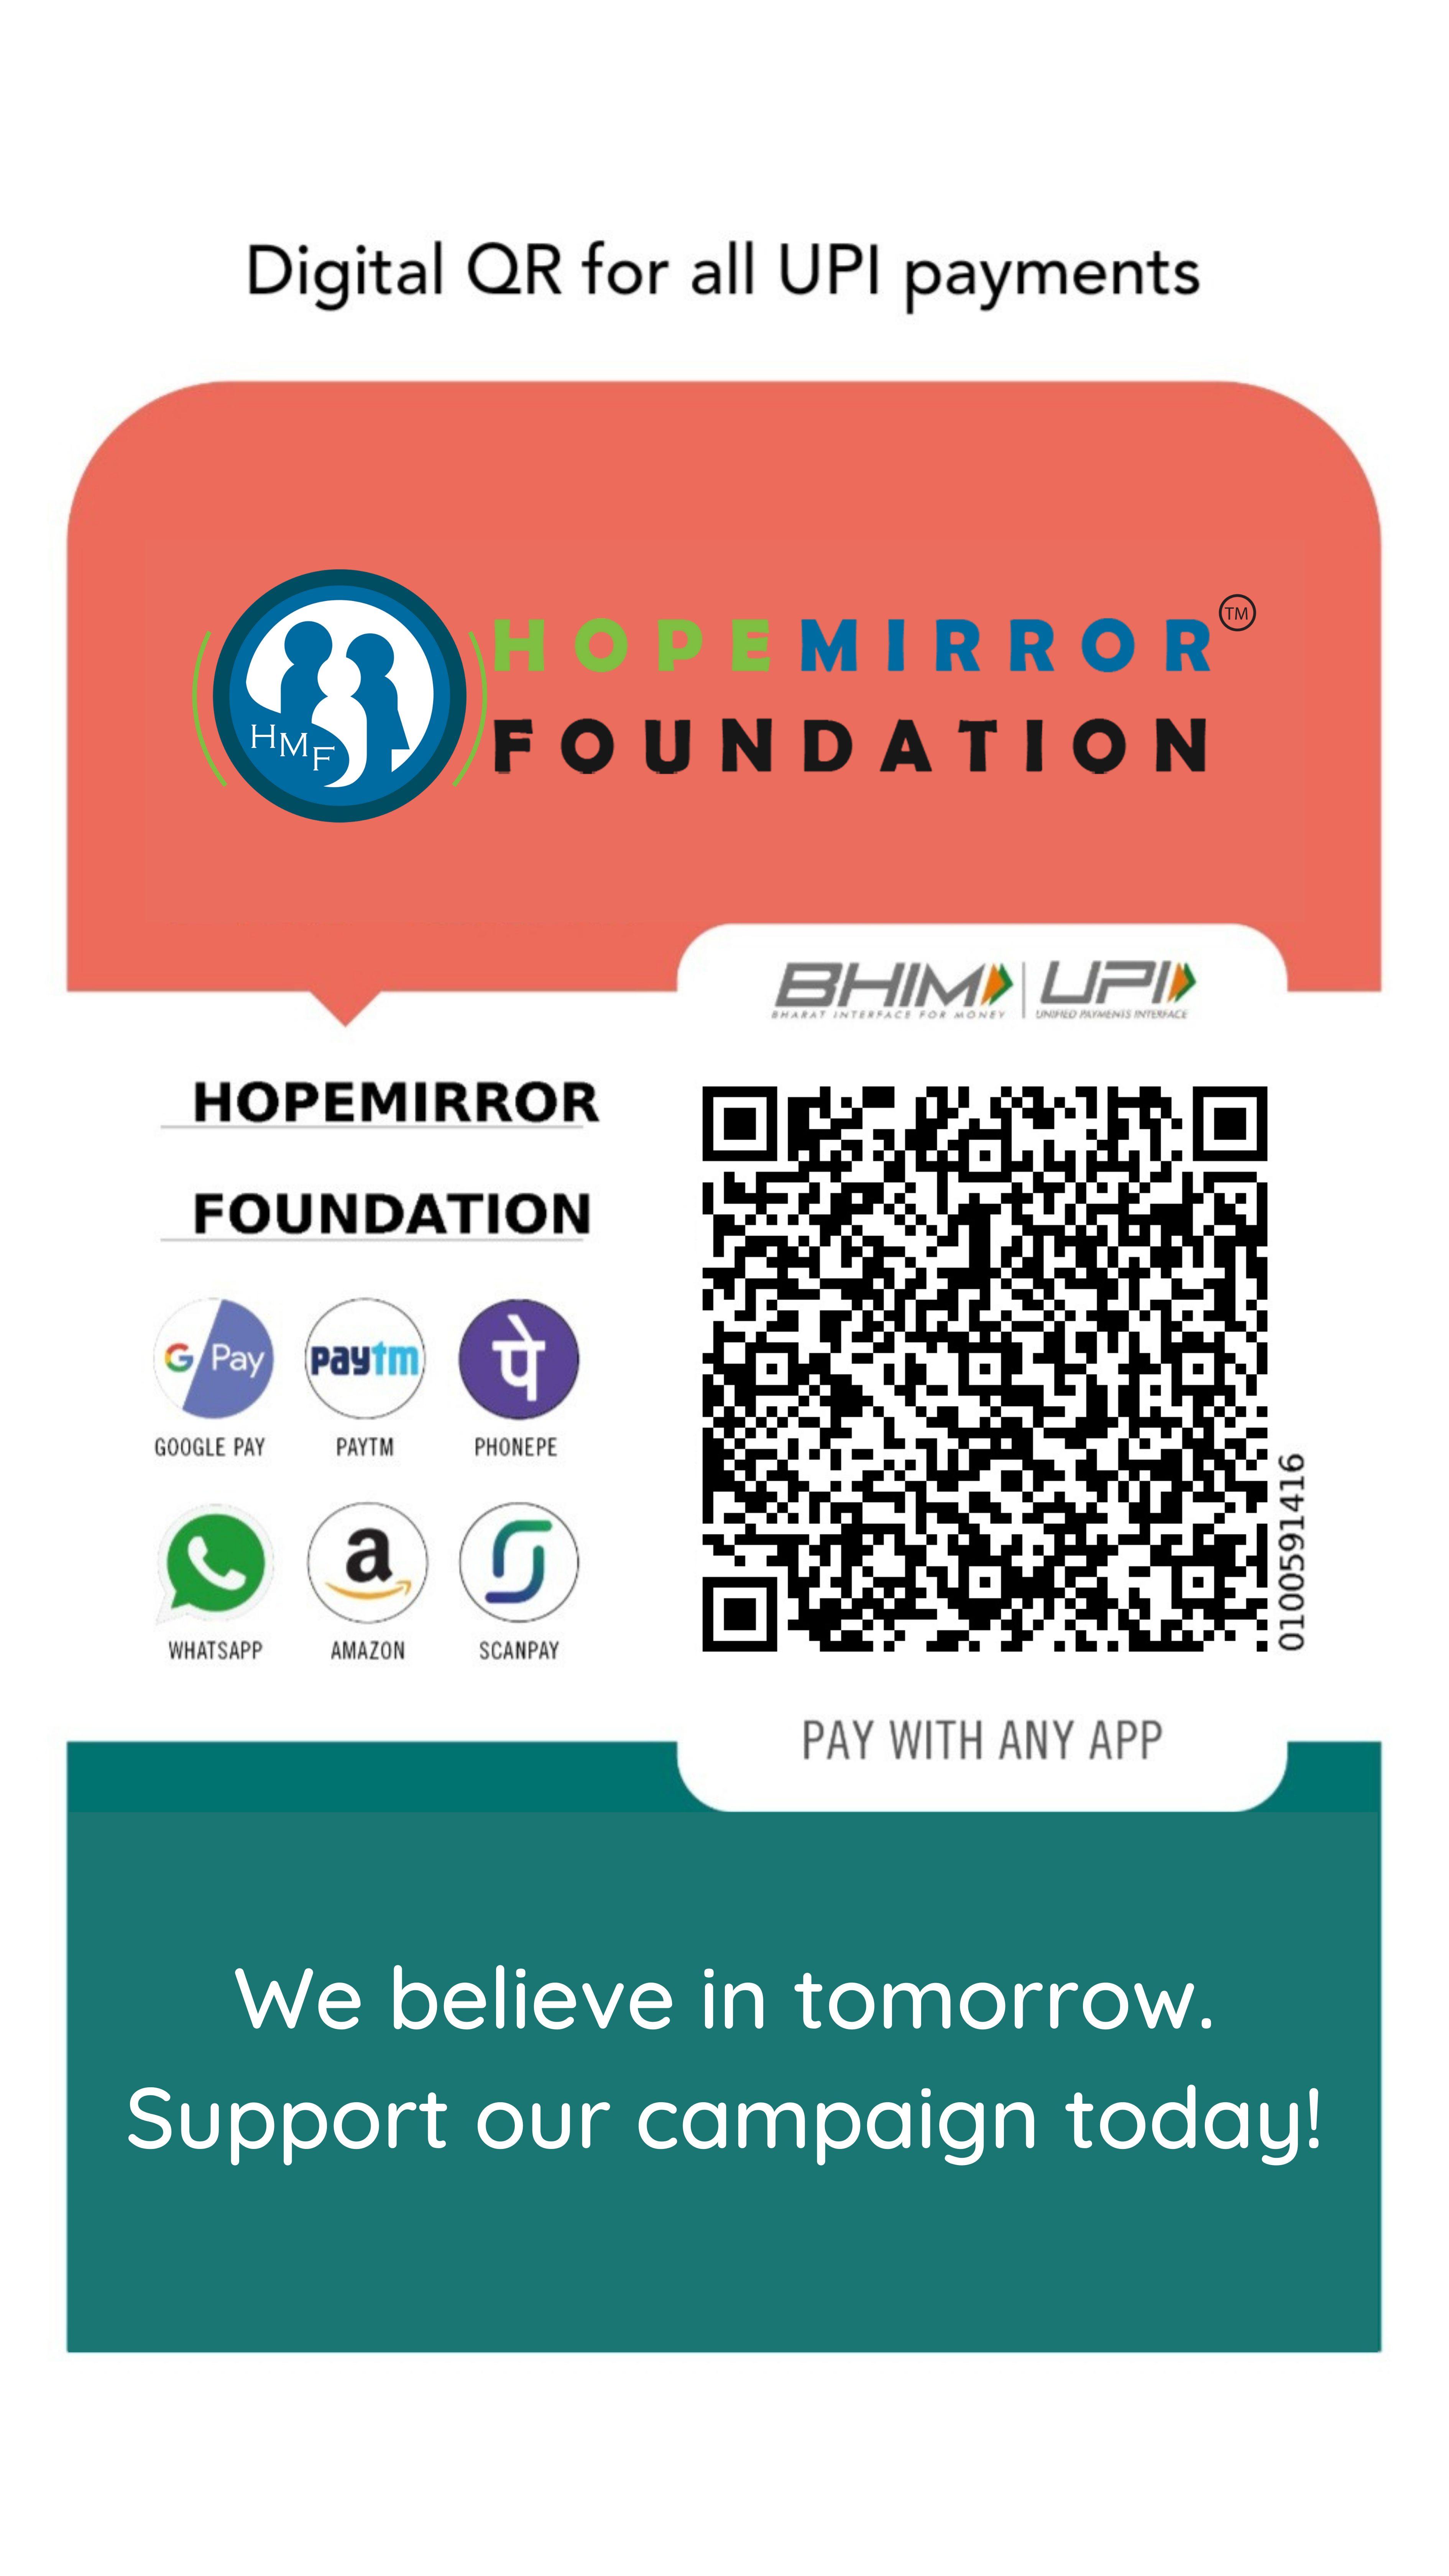 Digital QR for all UPI payments
HOPEMIRROR TM
FOUNDATION
HMF
BHIM UPI
BHARAT INTERFACE FOR MONEY UNIFIED PAYMENTS INTERFACE
HOPEMIRROR
FOUNDATION
G Pay paytm पे
GOOGLE PAY PAYTM PHONEPE
a
WHATSAPP AMAZON SCANPAY
0100591416
PAY WITH ANY APP
We believe in tomorrow.
Support our campaign today!